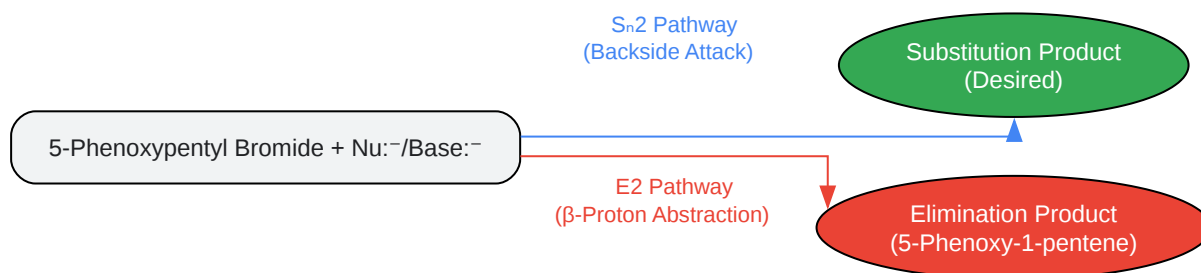 Sₙ2 Pathway
(Backside Attack)
Substitution Product
(Desired)
5-Phenoxypentyl Bromide + Nu:⁻/Base:⁻
E2 Pathway
(β-Proton Abstraction)
Elimination Product
(5-Phenoxy-1-pentene)